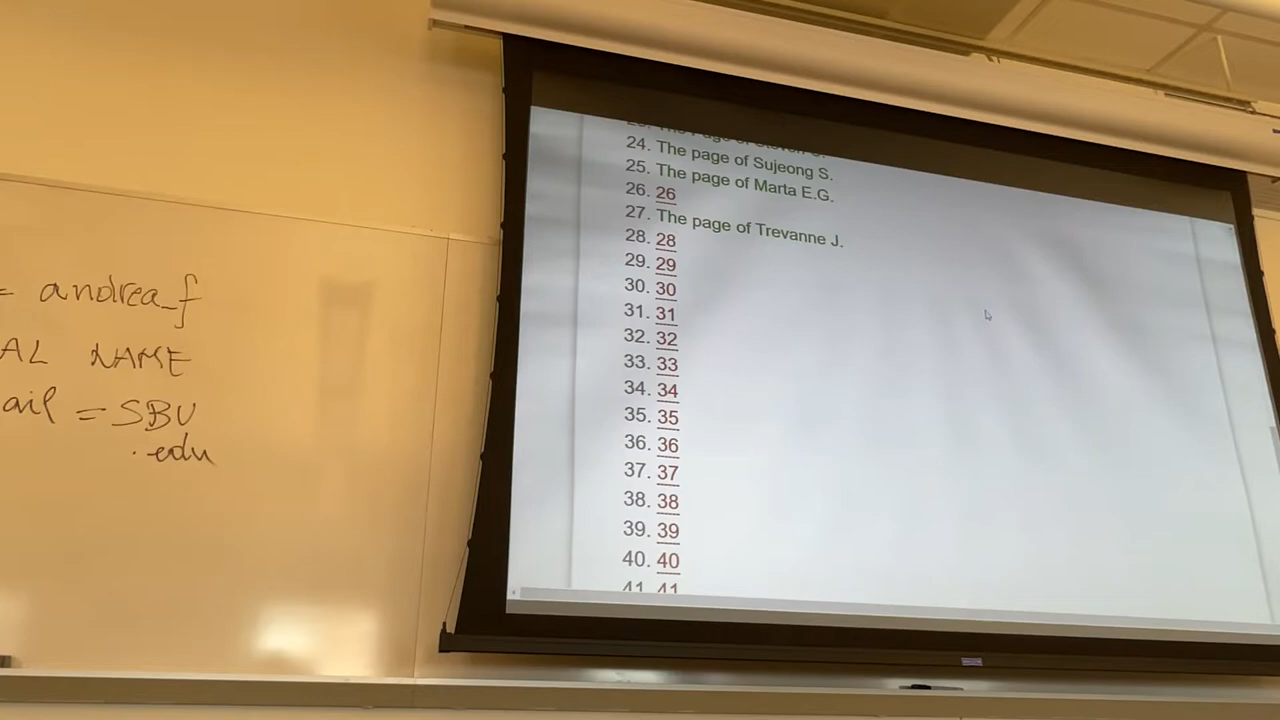 = andrea_f
AL NAME
ail = SBU
.edu
24. The page of Sujeong S.
25. The page of Marta E.G.
26. 26
27. The page of Trevanne J.
28. 28
29. 29
30. 30
31. 31
32. 32
33. 33
34. 34
35. 35
36. 36
37. 37
38. 38
39. 39
40. 40
41 41